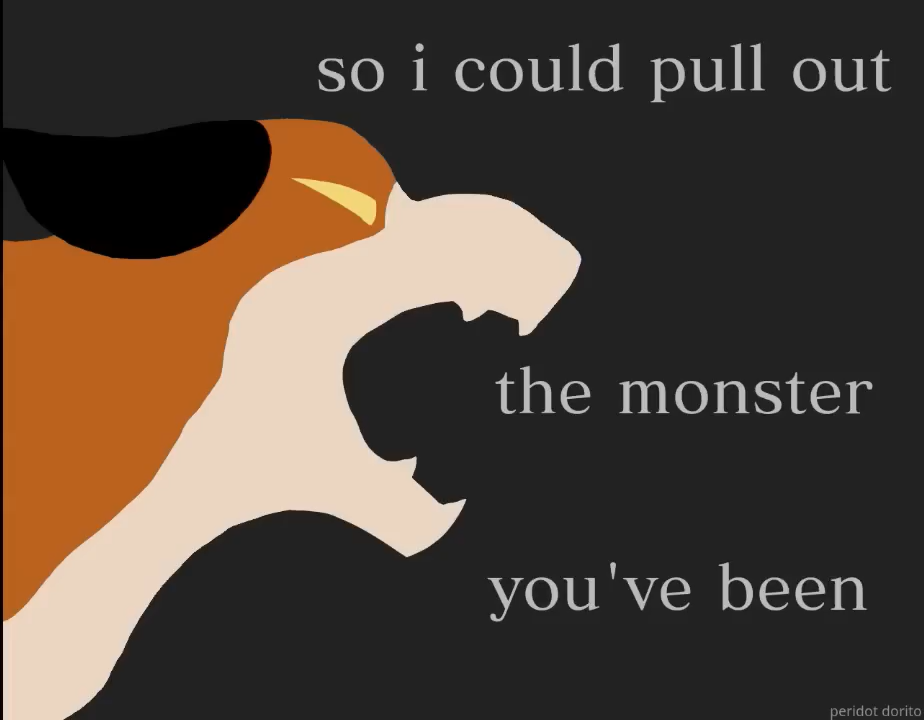 so i could pull out
the monster
you've been
peridot dorito